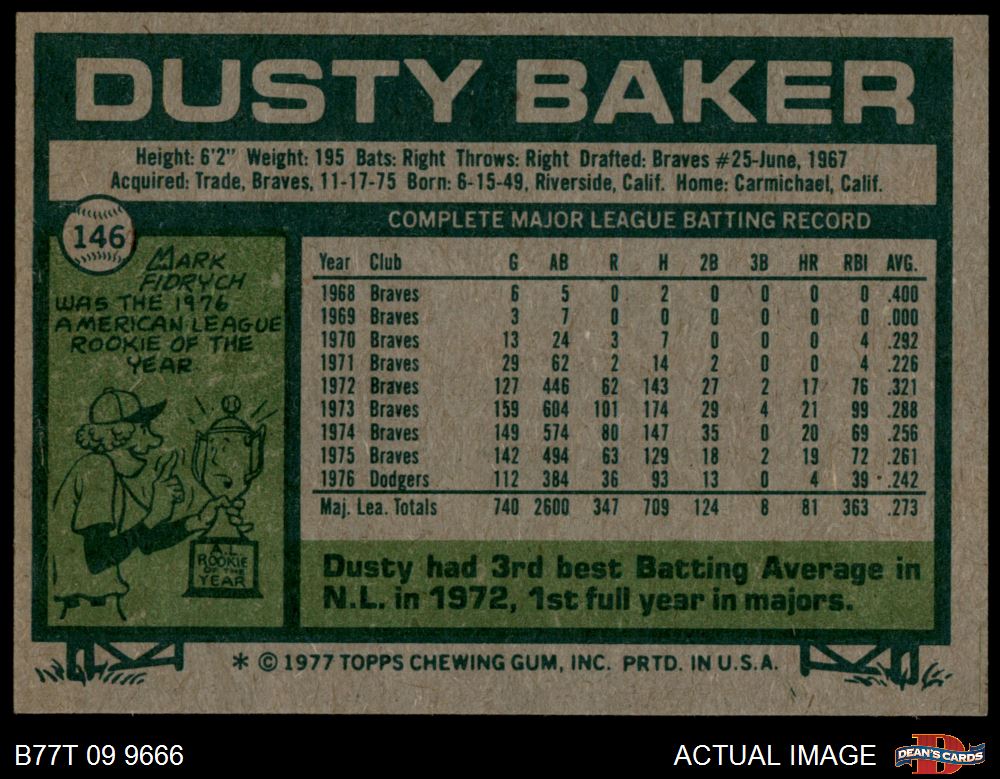 DUSTY BAKER
Height: 6'2" Weight: 195 Bats: Right Throws: Right Drafted: Braves #25-June, 1967
Acquired: Trade, Braves, 11-17-75 Born: 6-15-49, Riverside, Calif. Home: Carmichael, Calif.
146
COMPLETE MAJOR LEAGUE BATTING RECORD
MARK
FIDRYCH
WAS THE 1976
AMERICAN LEAGUE
ROOKIE OF THE
YEAR
A.L.
ROOKIE
OF THE
YEAR
Year Club G AB R H 2B 3B HR RBI AVG.
1968 Braves 6 5 0 2 0 0 0 0 .400
1969 Braves 3 7 0 0 0 0 0 0 .000
1970 Braves 13 24 3 7 0 0 0 4 .292
1971 Braves 29 62 2 14 2 0 0 4 .226
1972 Braves 127 446 62 143 27 2 17 76 .321
1973 Braves 159 604 101 174 29 4 21 99 .288
1974 Braves 149 574 80 147 35 0 20 69 .256
1975 Braves 142 494 63 129 18 2 19 72 .261
1976 Dodgers 112 384 36 93 13 0 4 39 .242
Maj. Lea. Totals 740 2600 347 709 124 8 81 363 .273
Dusty had 3rd best Batting Average in
N.L. in 1972, 1st full year in majors.
* © 1977 TOPPS CHEWING GUM, INC. PRTD. IN U.S.A.
B77T 09 9666
ACTUAL IMAGE
DEAN'S CARDS